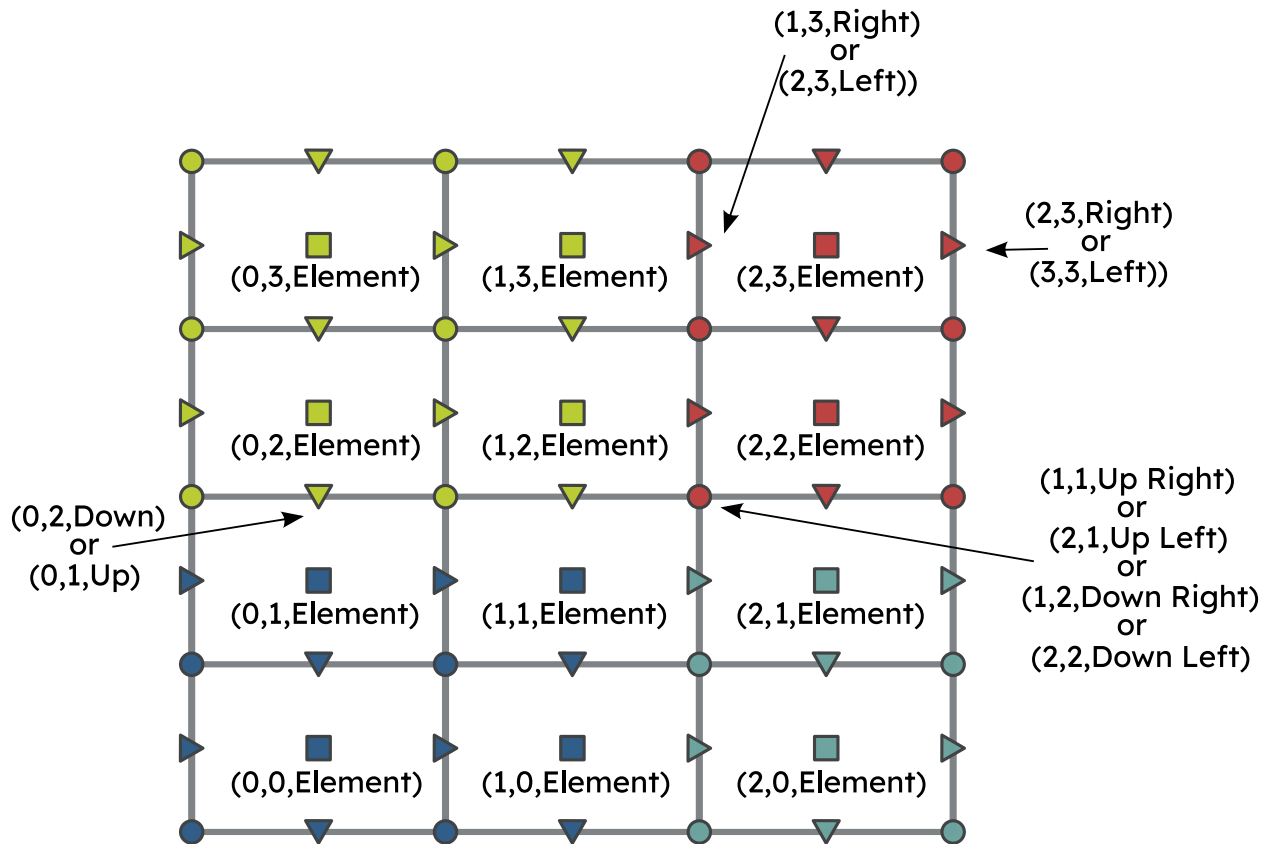 (1,3,Right)
or
(2,3,Left))
(2,3,Right)
or
(3,3,Left))
(0,3,Element)
(1,3,Element)
(2,3,Element)
(0,2,Element)
(1,2,Element)
(2,2,Element)
(0,2,Down)
or
(0,1,Up)
(1,1,Up Right)
or
(2,1,Up Left)
or
(1,2,Down Right)
or
(2,2,Down Left)
(0,1,Element)
(1,1,Element)
(2,1,Element)
(0,0,Element)
(1,0,Element)
(2,0,Element)